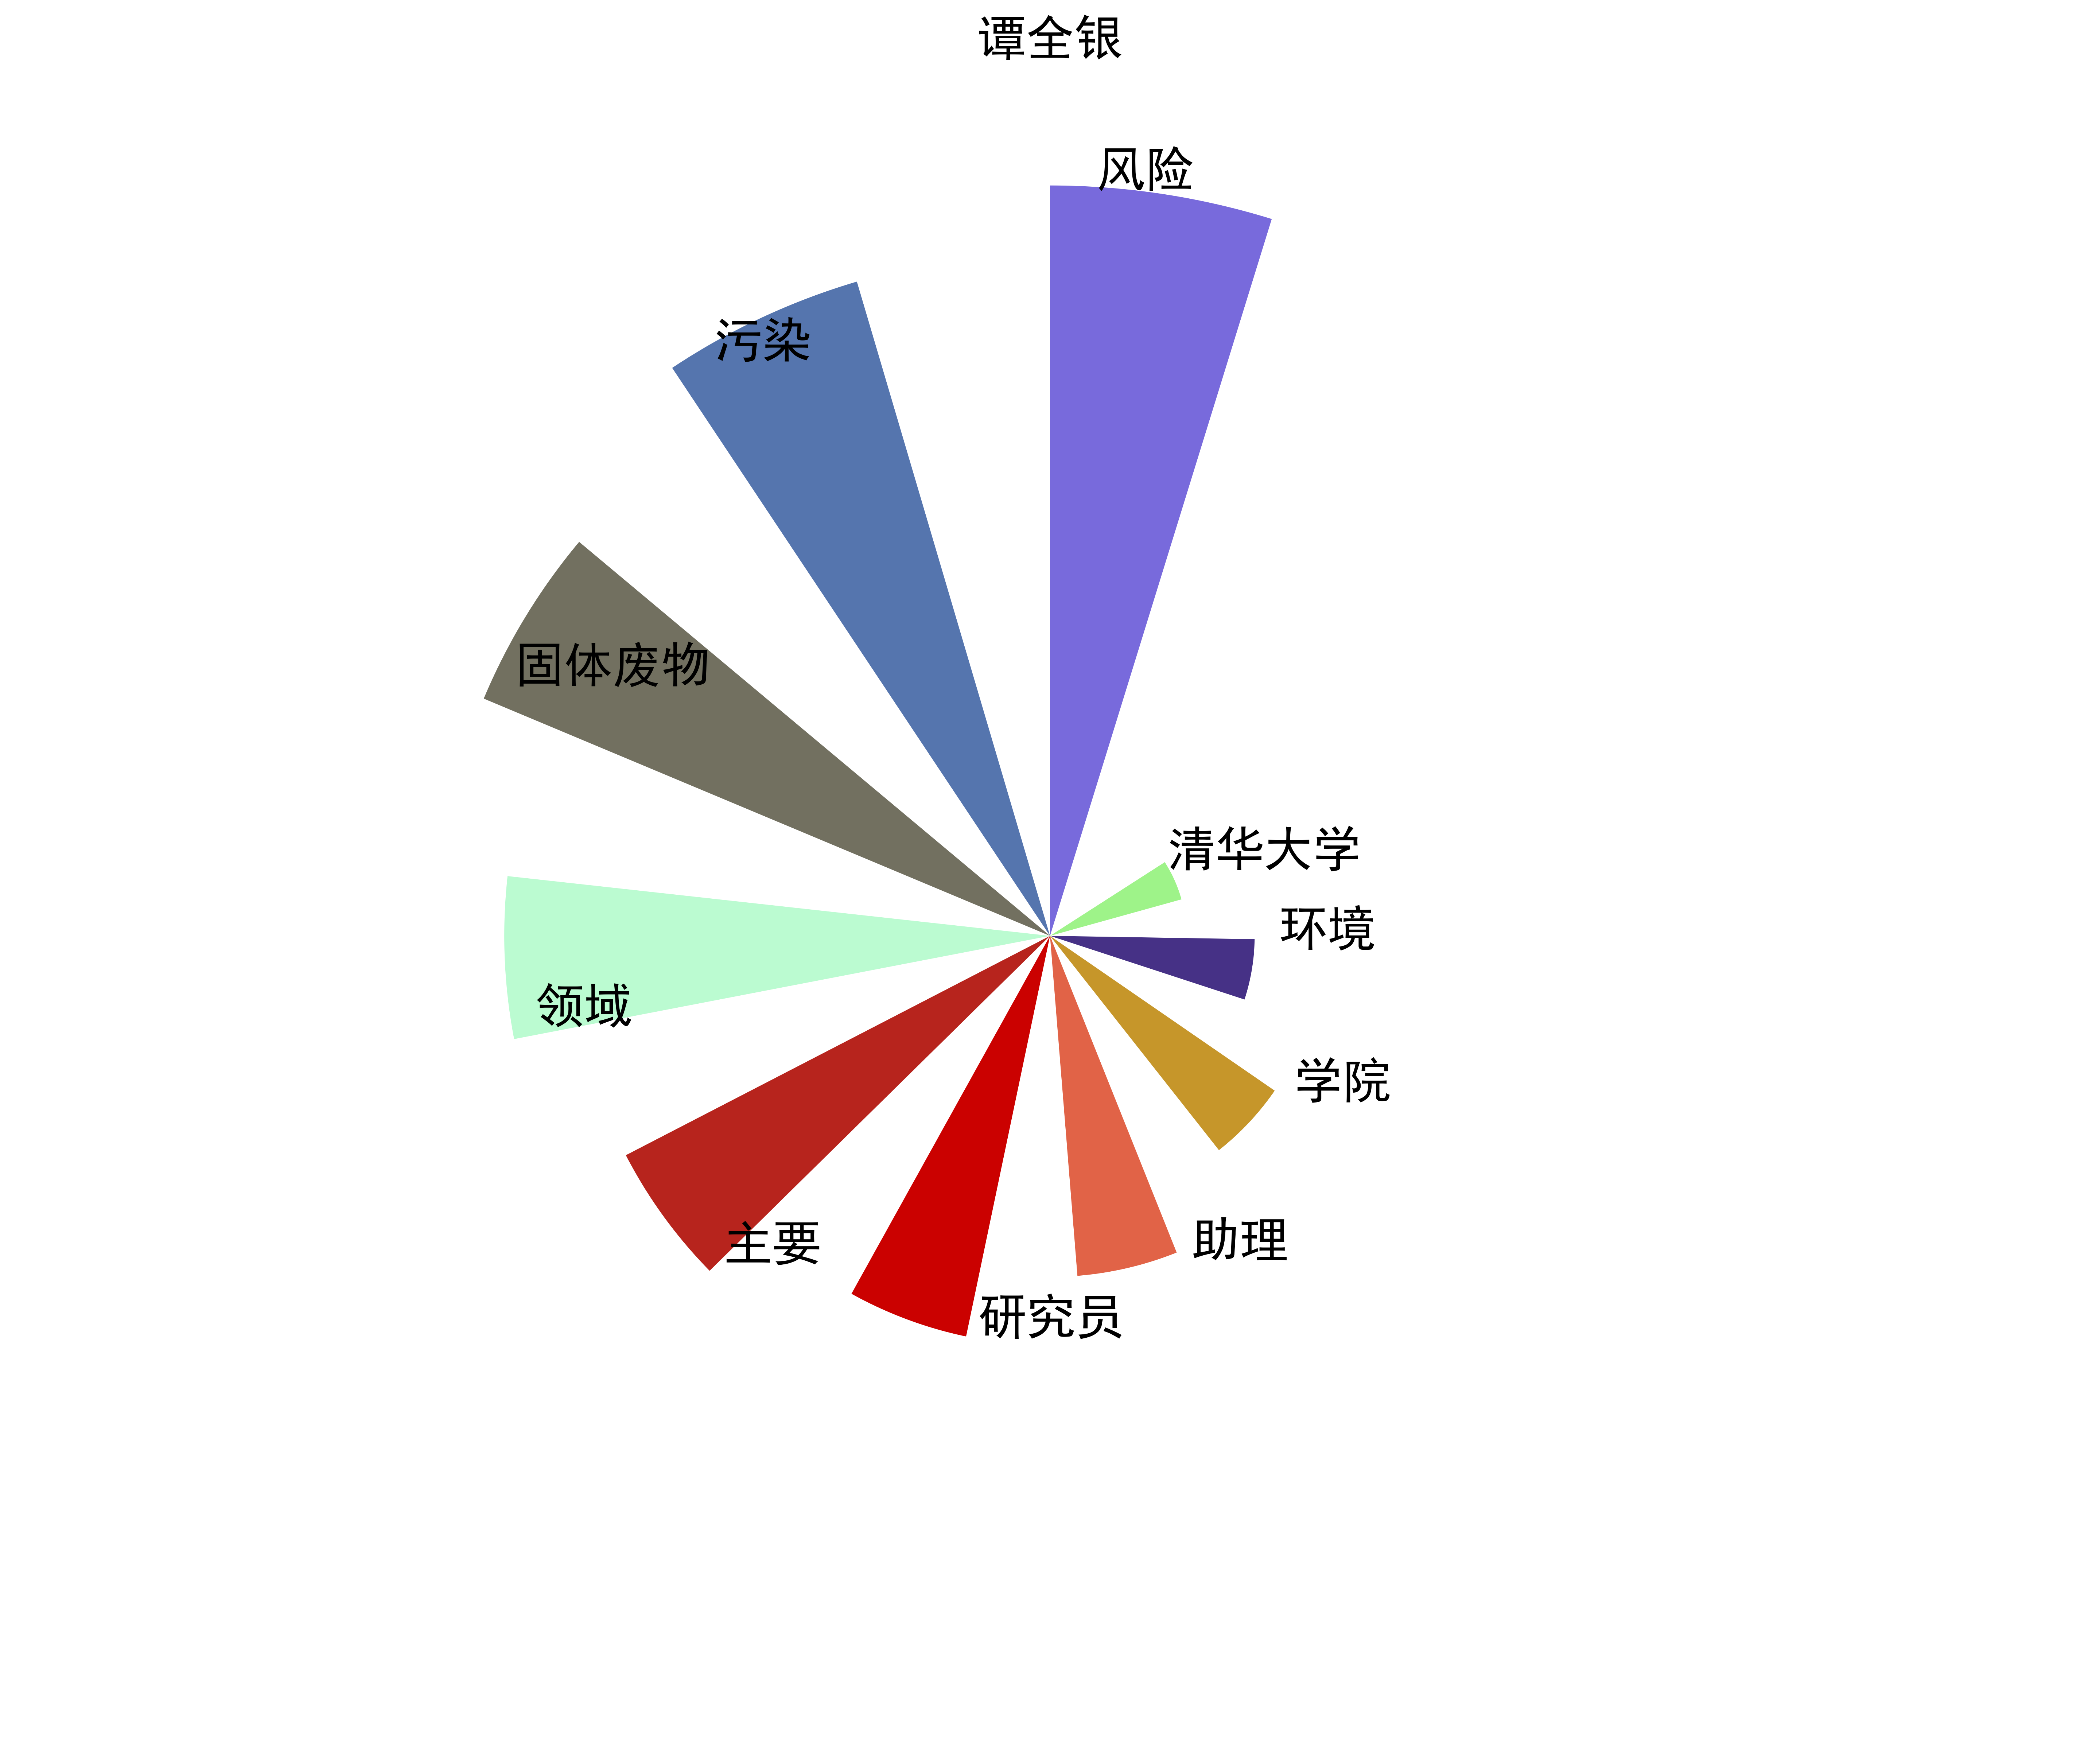 谭全银
风险
污染
固体废物
清华大学
环境
领域
学院
主要
助理
研究员